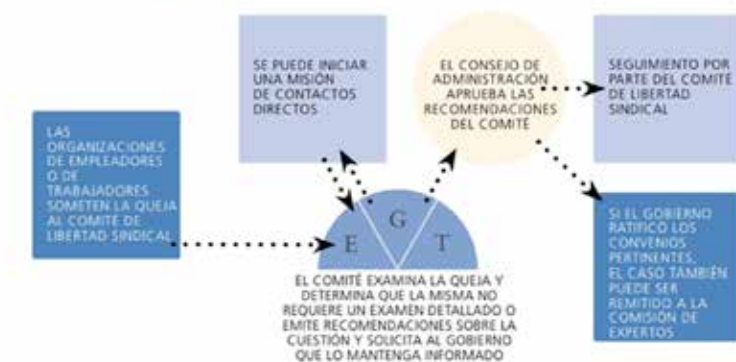 LAS
ORGANIZACIONES
DE EMPLEADORES
O DE
TRABAJADORES
SOMETEN LA QUEJA
AL COMITÉ DE
LIBERTAD SINDICAL
SE PUEDE INICIAR
UNA MISIÓN
DE CONTACTOS
DIRECTOS
E
G
T
EL COMITÉ EXAMINA LA QUEJA Y
DETERMINA QUE LA MISMA NO
REQUIERE UN EXAMEN DETALLADO O
EMITE RECOMENDACIONES SOBRE LA
CUESTIÓN Y SOLICITA AL GOBIERNO
QUE LO MANTENGA INFORMADO
EL CONSEJO DE
ADMINISTRACIÓN
APRUEBA LAS
RECOMENDACIONES
DEL COMITÉ
SEGUIMIENTO POR
PARTE DEL COMITÉ
DE LIBERTAD
SINDICAL
SI EL GOBIERNO
RATIFICÓ LOS
CONVENIOS
PERTINENTES,
EL CASO TAMBIÉN
PUEDE SER
REMITIDO A LA
COMISIÓN DE
EXPERTOS